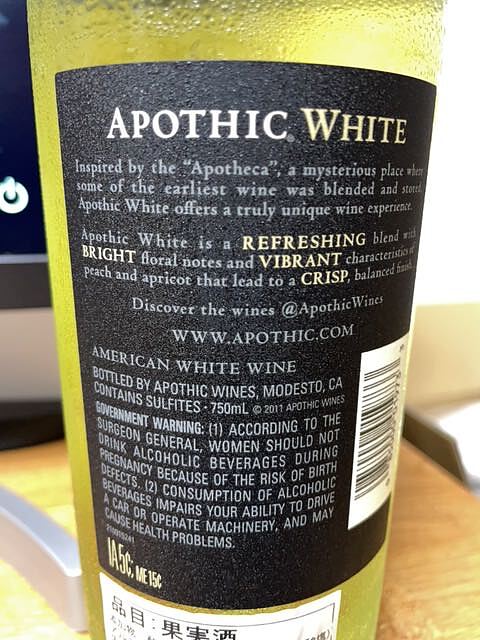 APOTHIC WHITE
Inspired by the "Apotheca", a mysterious place where
some of the earliest wine was blended and stored.
Apothic White offers a truly unique wine experience.
Apothic White is a REFRESHING blend with
BRIGHT floral notes and VIBRANT characteristics of
peach and apricot that lead to a CRISP, balanced finish.
Discover the wines @ApothicWines
WWW.APOTHIC.COM
AMERICAN WHITE WINE
BOTTLED BY APOTHIC WINES, MODESTO, CA
CONTAINS SULFITES • 750mL © 2011 APOTHIC WINES
GOVERNMENT WARNING: (1) ACCORDING TO THE
SURGEON GENERAL, WOMEN SHOULD NOT
DRINK ALCOHOLIC BEVERAGES DURING
PREGNANCY BECAUSE OF THE RISK OF BIRTH
DEFECTS. (2) CONSUMPTION OF ALCOHOLIC
BEVERAGES IMPAIRS YOUR ABILITY TO DRIVE
A CAR OR OPERATE MACHINERY, AND MAY
CAUSE HEALTH PROBLEMS.
IA 5¢, ME 15¢
品目:果実酒